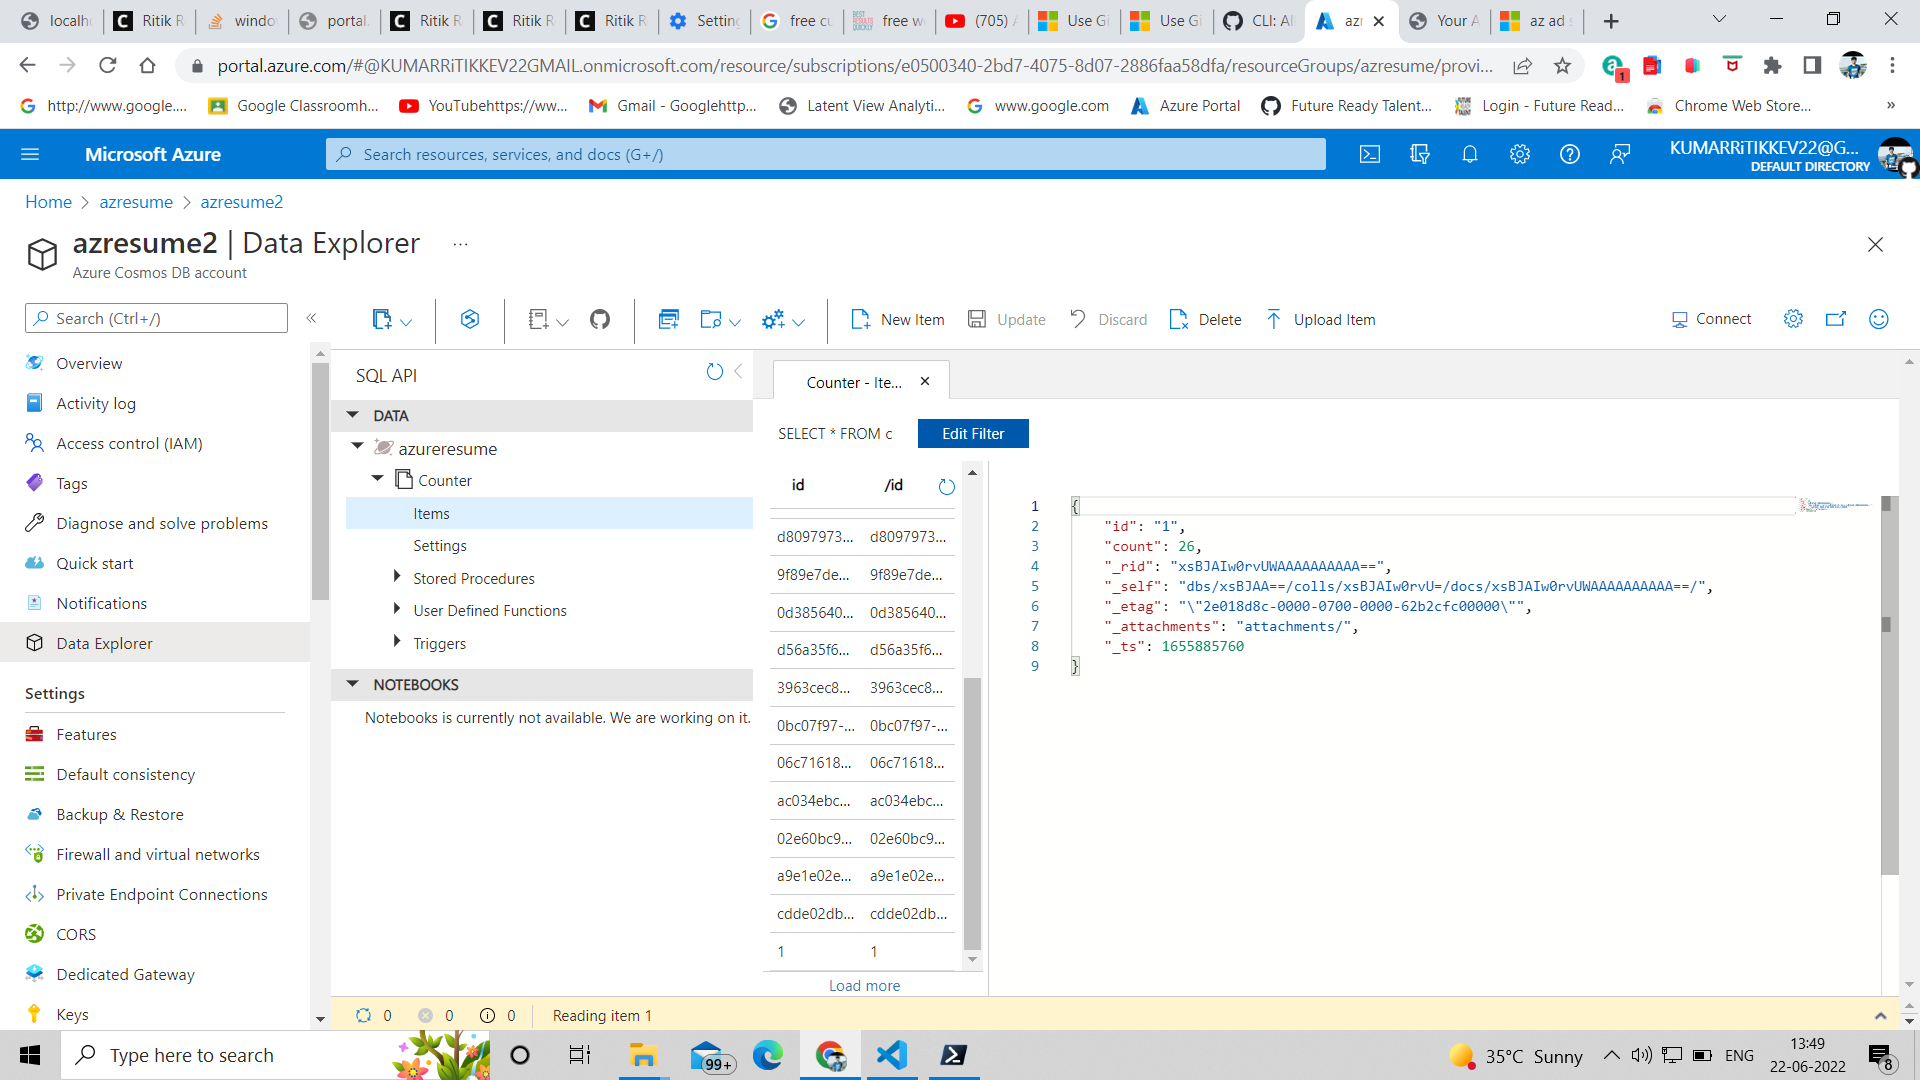 localh
Ritik R
windo
portal.
Ritik R
Ritik R
Ritik R
Setting
free cu
free w
(705) A
Use Gi
Use Gi
CLI: All
azr
Your A
az ad s
portal.azure.com/#@KUMARRiTIKKEV22GMAIL.onmicrosoft.com/resource/subscriptions/e0500340-2bd7-4075-8d07-2886faa58dfa/resourceGroups/azresume/provi...
1
http://www.google....
Google Classroomh...
YouTubehttps://ww...
Gmail - Googlehttp...
Latent View Analyti...
www.google.com
Azure Portal
Future Ready Talent...
Login - Future Read...
Chrome Web Store...
»
Microsoft Azure
Search resources, services, and docs (G+/)
KUMARRiTIKKEV22@G...
DEFAULT DIRECTORY
Home > azresume > azresume2
azresume2 | Data Explorer ...
Azure Cosmos DB account
Search (Ctrl+/)
«
New Item
Update
Discard
Delete
Upload Item
Connect
Overview
Activity log
Access control (IAM)
Tags
Diagnose and solve problems
Quick start
Notifications
Data Explorer
Settings
Features
Default consistency
Backup & Restore
Firewall and virtual networks
Private Endpoint Connections
CORS
Dedicated Gateway
Keys
SQL API
DATA
azureresume
Counter
Items
Settings
Stored Procedures
User Defined Functions
Triggers
NOTEBOOKS
Notebooks is currently not available. We are working on it.
Counter - Ite...
SELECT * FROM c
Edit Filter
id /id
d8097973... d8097973...
9f89e7de... 9f89e7de...
0d385640... 0d385640...
d56a35f6... d56a35f6...
3963cec8... 3963cec8...
0bc07f97-... 0bc07f97-...
06c71618... 06c71618...
ac034ebc... ac034ebc...
02e60bc9... 02e60bc9...
a9e1e02e... a9e1e02e...
cdde02db... cdde02db...
1 1
Load more
1 {
2 "id": "1",
3 "count": 26,
4 "_rid": "xsBJAIw0rvUWAAAAAAAAAA==",
5 "_self": "dbs/xsBJAA==/colls/xsBJAIw0rvU=/docs/xsBJAIw0rvUWAAAAAAAAAA==/",
6 "_etag": "\"2e018d8c-0000-0700-0000-62b2cfc00000\"",
7 "_attachments": "attachments/",
8 "_ts": 1655885760
9 }
0
0
0
Reading item 1
Type here to search
99+
35°C Sunny
ENG
13:49
22-06-2022
8